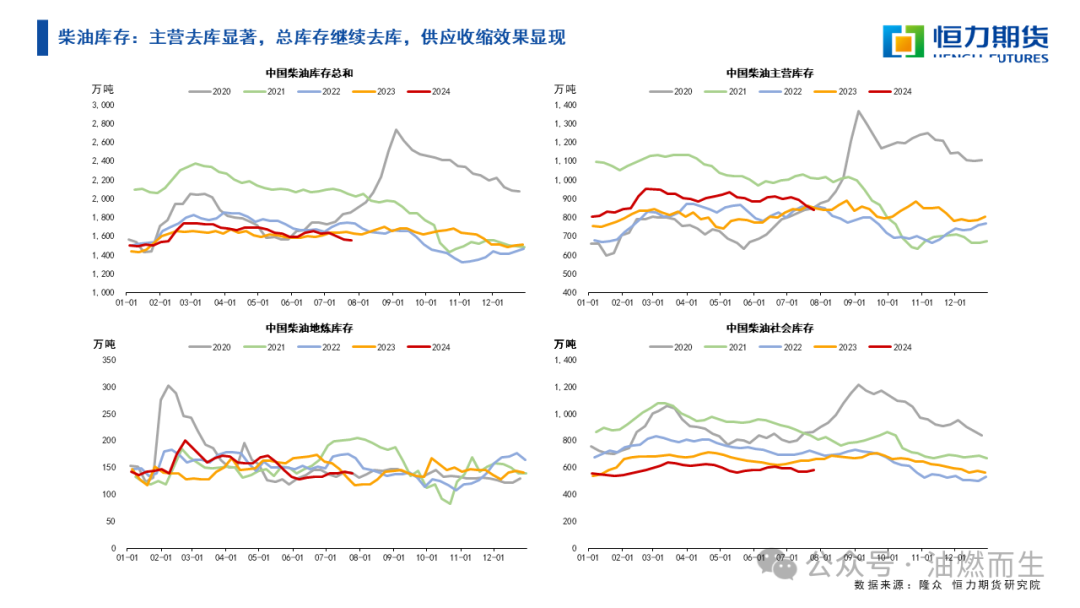 柴油库存：主营去库显著，总库存继续去库，供应收缩效果显现
恒力期货
HENGLI FUTURES
中国柴油库存总和
万吨
2020 2021 2022 2023 2024
3,000
2,800
2,600
2,400
2,200
2,000
1,800
1,600
1,400
1,200
1,000
01-01 02-01 03-01 04-01 05-01 06-01 07-01 08-01 09-01 10-01 11-01 12-01
中国柴油主营库存
万吨
2020 2021 2022 2023 2024
1,400
1,300
1,200
1,100
1,000
900
800
700
600
500
400
01-01 02-01 03-01 04-01 05-01 06-01 07-01 08-01 09-01 10-01 11-01 12-01
中国柴油地炼库存
万吨
2020 2021 2022 2023 2024
350
300
250
200
150
100
50
0
01-01 02-01 03-01 04-01 05-01 06-01 07-01 08-01 09-01 10-01 11-01 12-01
中国柴油社会库存
万吨
2020 2021 2022 2023 2024
1,400
1,200
1,000
800
600
400
200
0
01-01 02-01 03-01 04-01 05-01 06-01 07-01 08-01 09-01 10-01 11-01 12-01
公众号 · 油燃而生
数据来源：隆众 恒力期货研究院